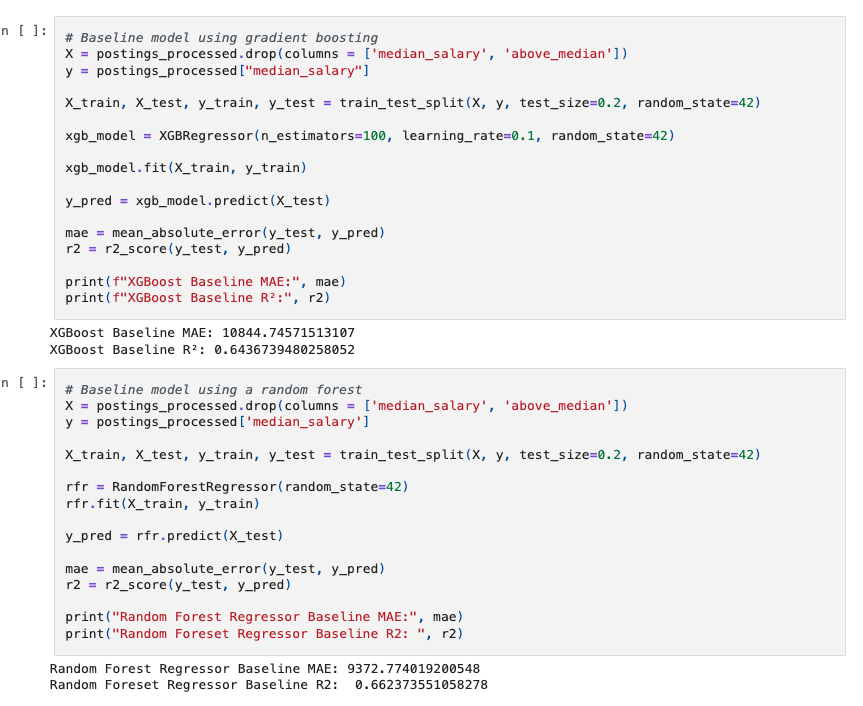 n [ ]:
# Baseline model using gradient boosting
X = postings_processed.drop(columns = ['median_salary', 'above_median'])
y = postings_processed["median_salary"]
X_train, X_test, y_train, y_test = train_test_split(X, y, test_size=0.2, random_state=42)
xgb_model = XGBRegressor(n_estimators=100, learning_rate=0.1, random_state=42)
xgb_model.fit(X_train, y_train)
y_pred = xgb_model.predict(X_test)
mae = mean_absolute_error(y_test, y_pred)
r2 = r2_score(y_test, y_pred)
print(f"XGBoost Baseline MAE:", mae)
print(f"XGBoost Baseline R²:", r2)
XGBoost Baseline MAE: 10844.74571513107
XGBoost Baseline R²: 0.6436739480258052
n [ ]:
# Baseline model using a random forest
X = postings_processed.drop(columns = ['median_salary', 'above_median'])
y = postings_processed['median_salary']
X_train, X_test, y_train, y_test = train_test_split(X, y, test_size=0.2, random_state=42)
rfr = RandomForestRegressor(random_state=42)
rfr.fit(X_train, y_train)
y_pred = rfr.predict(X_test)
mae = mean_absolute_error(y_test, y_pred)
r2 = r2_score(y_test, y_pred)
print("Random Forest Regressor Baseline MAE:", mae)
print("Random Foreset Regressor Baseline R2: ", r2)
Random Forest Regressor Baseline MAE: 9372.774019200548
Random Foreset Regressor Baseline R2:  0.662373551058278